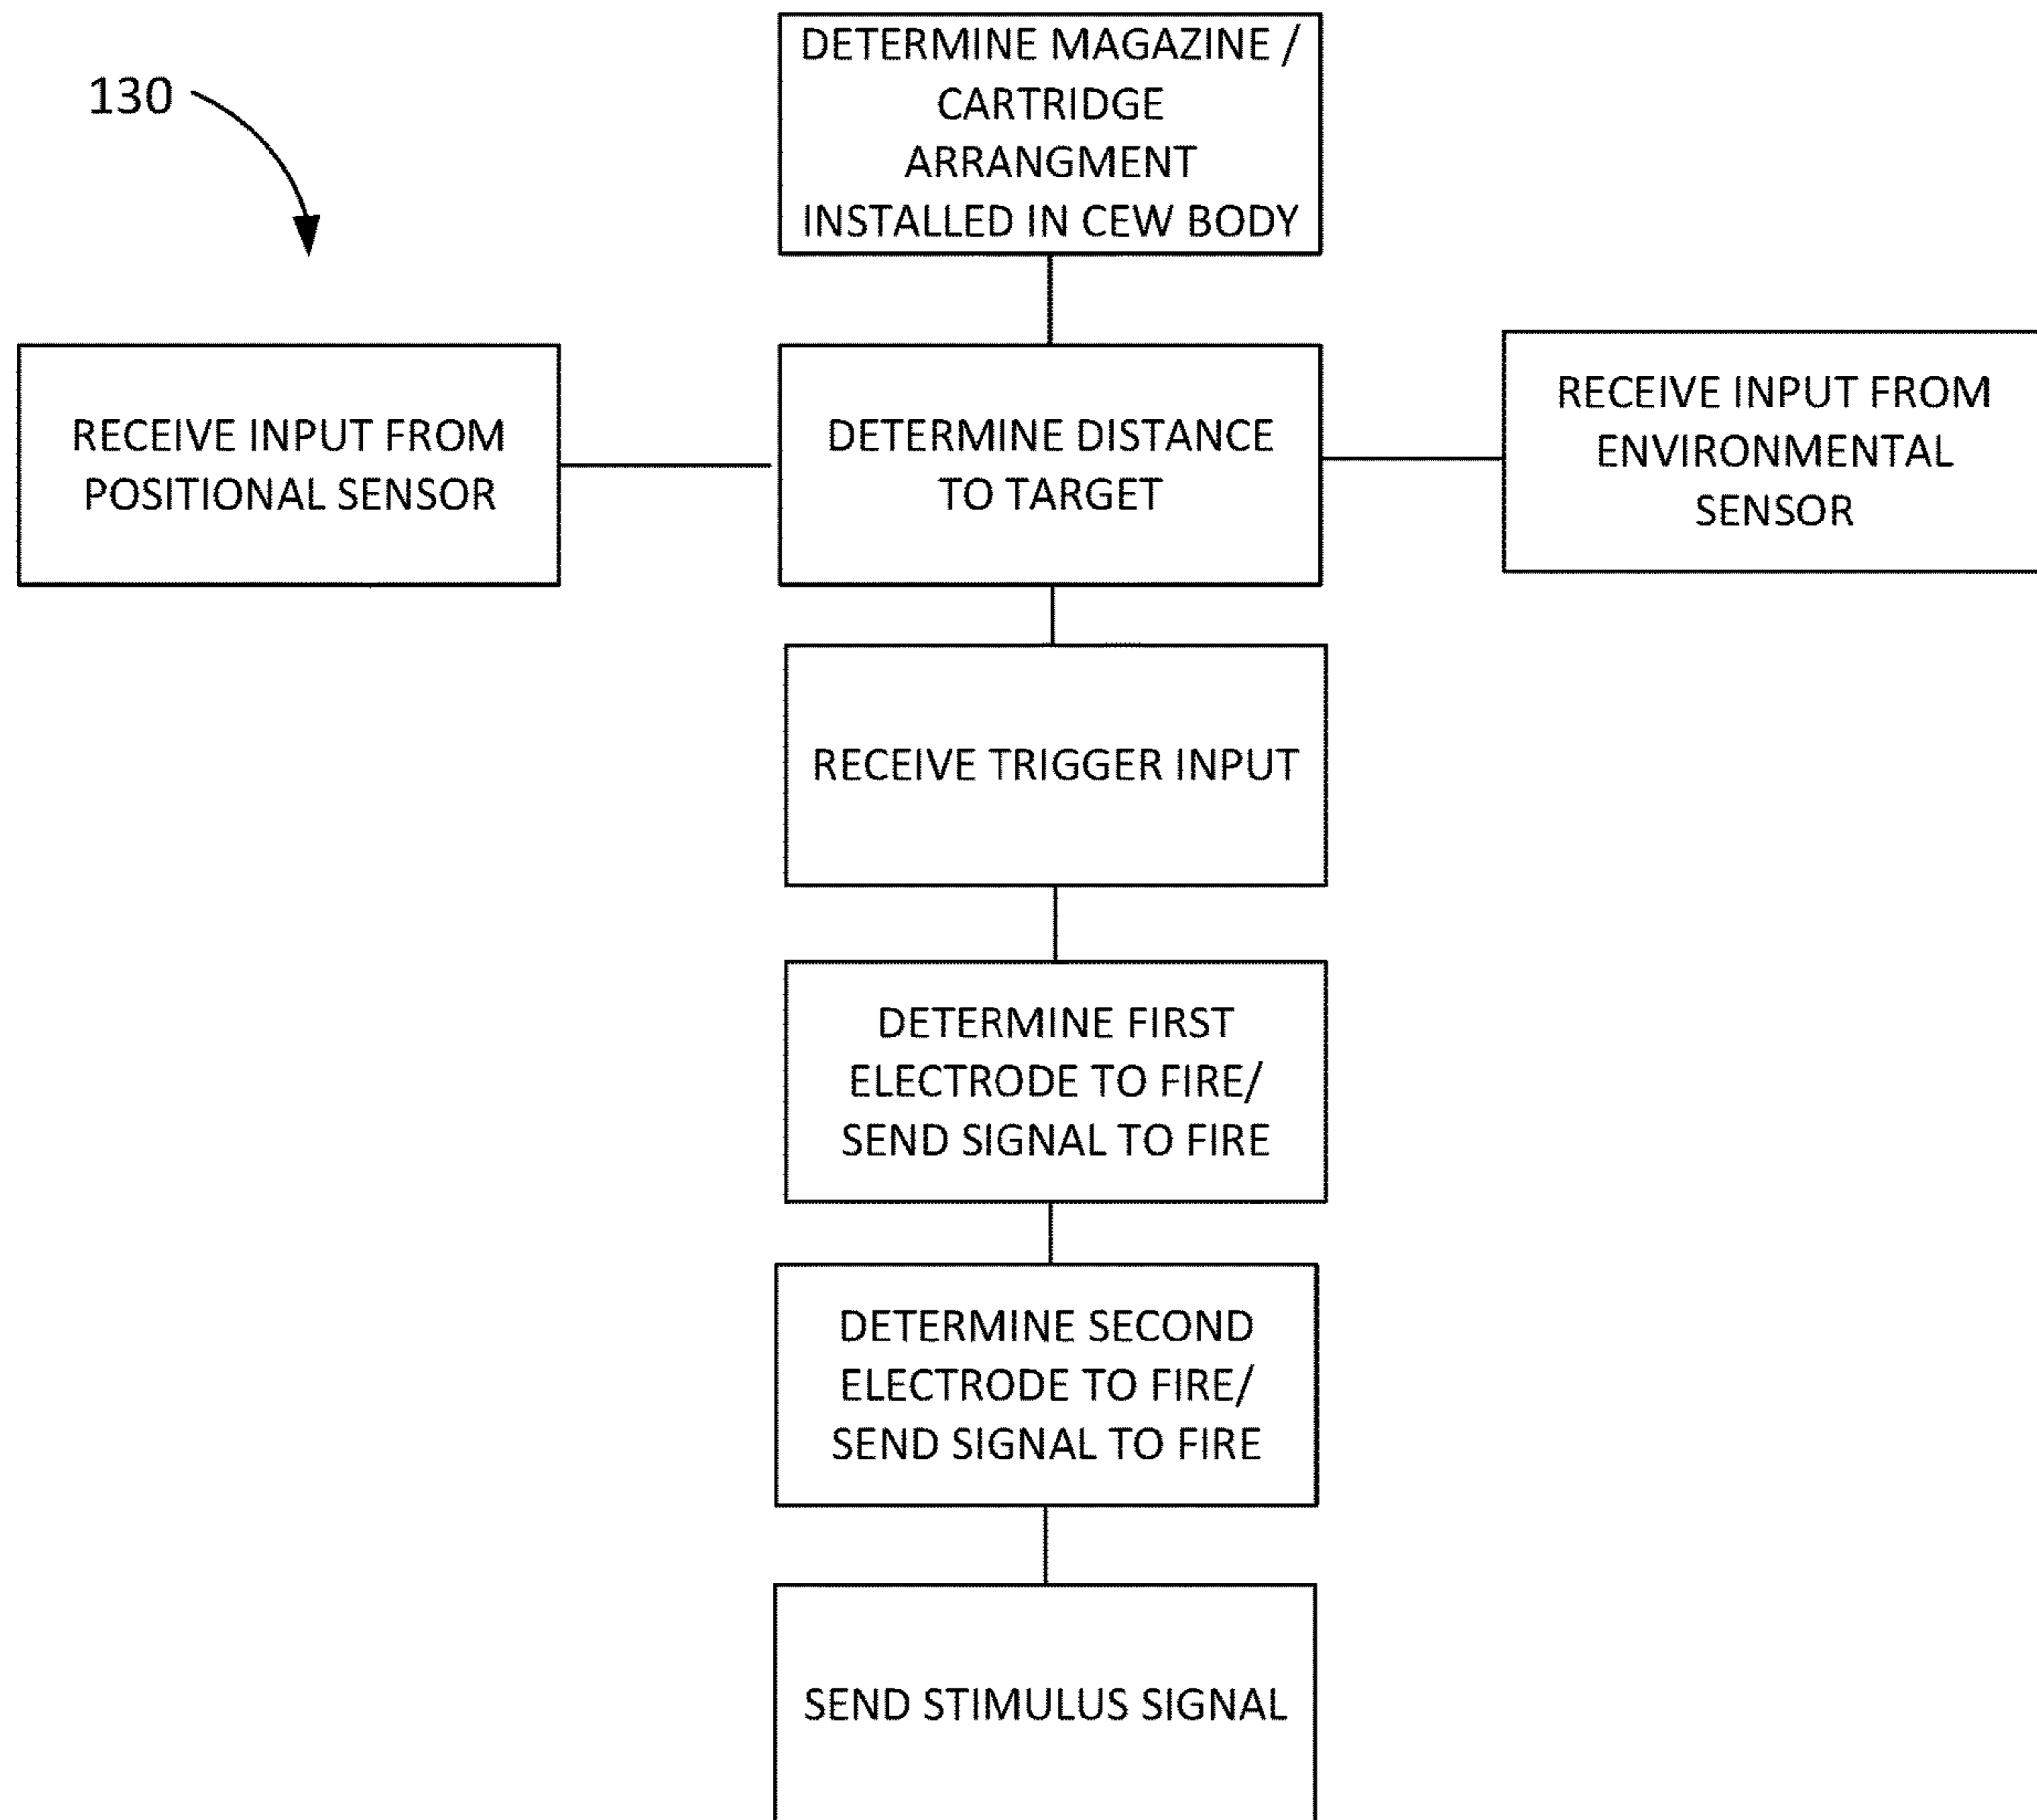 130
DETERMINE MAGAZINE /
CARTRIDGE
ARRANGMENT
INSTALLED IN CEW BODY
RECEIVE INPUT FROM
POSITIONAL SENSOR
DETERMINE DISTANCE
TO TARGET
RECEIVE INPUT FROM
ENVIRONMENTAL
SENSOR
RECEIVE TRIGGER INPUT
DETERMINE FIRST
ELECTRODE TO FIRE/
SEND SIGNAL TO FIRE
DETERMINE SECOND
ELECTRODE TO FIRE/
SEND SIGNAL TO FIRE
SEND STIMULUS SIGNAL